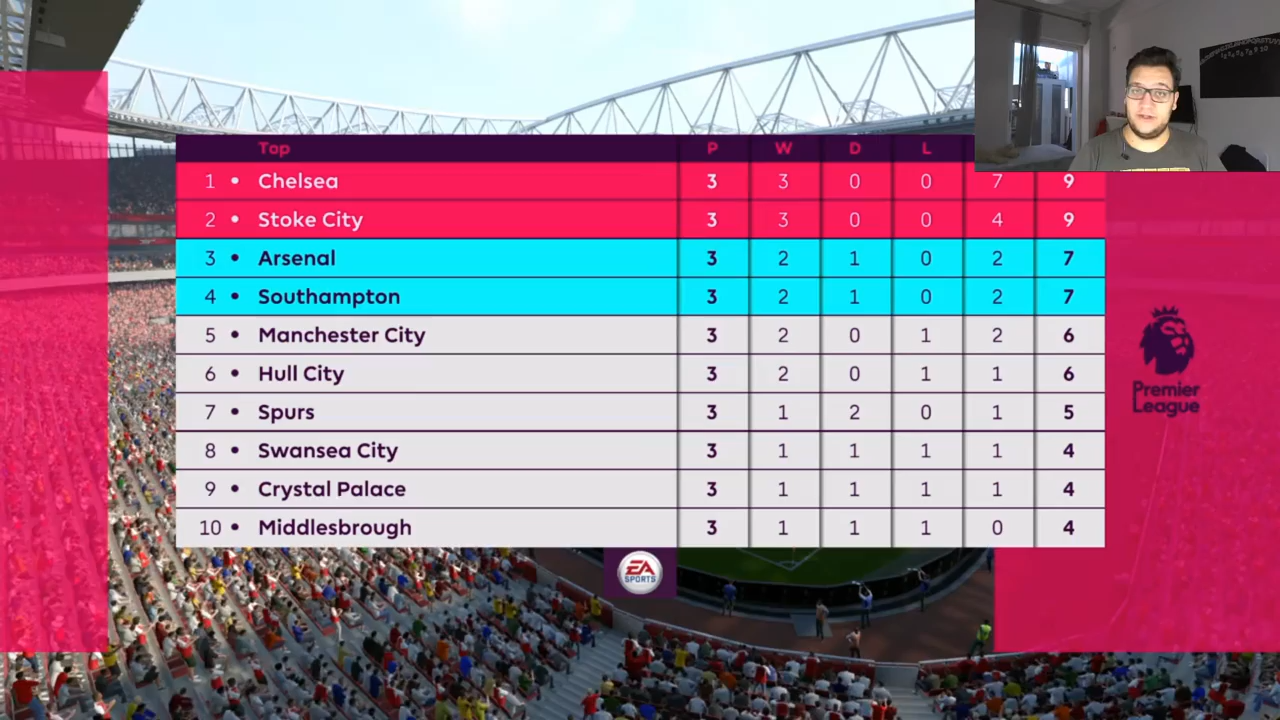 Top P W D L
1 • Chelsea 3 3 0 0 7 9
2 • Stoke City 3 3 0 0 4 9
3 • Arsenal 3 2 1 0 2 7
4 • Southampton 3 2 1 0 2 7
5 • Manchester City 3 2 0 1 2 6
6 • Hull City 3 2 0 1 1 6
7 • Spurs 3 1 2 0 1 5
8 • Swansea City 3 1 1 1 1 4
9 • Crystal Palace 3 1 1 1 1 4
10 • Middlesbrough 3 1 1 1 0 4
Premier
League
EA
SPORTS